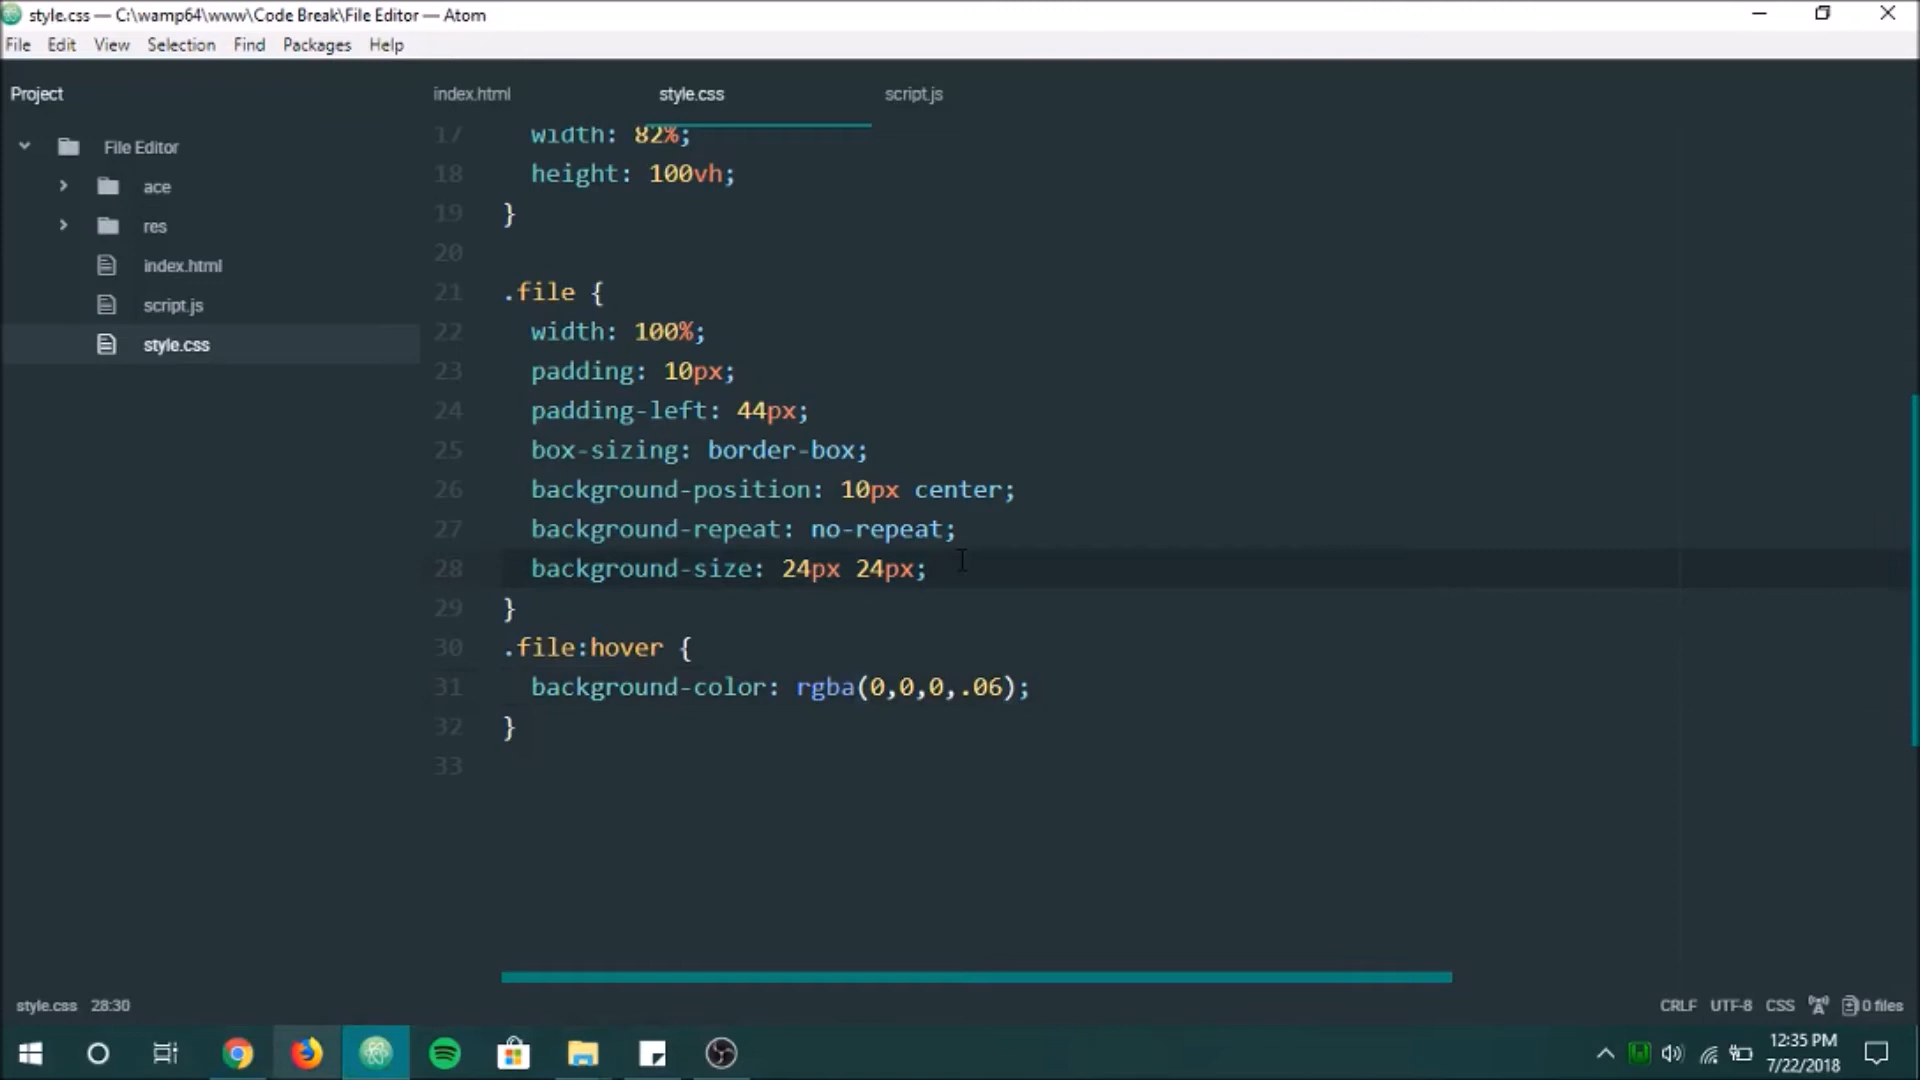 style.css — C:\wamp64\www\Code Break\File Editor — Atom
File Edit View Selection Find Packages Help
Project
index.html style.css script.js
File Editor
ace
res
index.html
script.js
style.css
17 width: 82%;
18 height: 100vh;
19 }
20
21 .file {
22 width: 100%;
23 padding: 10px;
24 padding-left: 44px;
25 box-sizing: border-box;
26 background-position: 10px center;
27 background-repeat: no-repeat;
28 background-size: 24px 24px;
29 }
30 .file:hover {
31 background-color: rgba(0,0,0,.06);
32 }
33
style.css 28:30
CRLF UTF-8 CSS 0 files
12:35 PM
7/22/2018